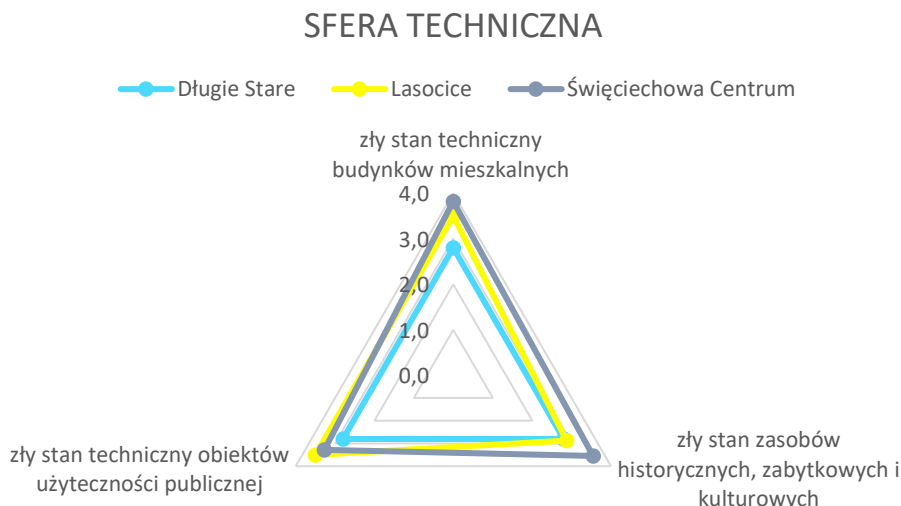 SFERA TECHNICZNA
Długie Stare
Lasocice
Święciechowa Centrum
zły stan techniczny
budynków mieszkalnych
4,0
3,0
2,0
1,0
0,0
zły stan techniczny obiektów
użyteczności publicznej
zły stan zasobów
historycznych, zabytkowych i
kulturowych